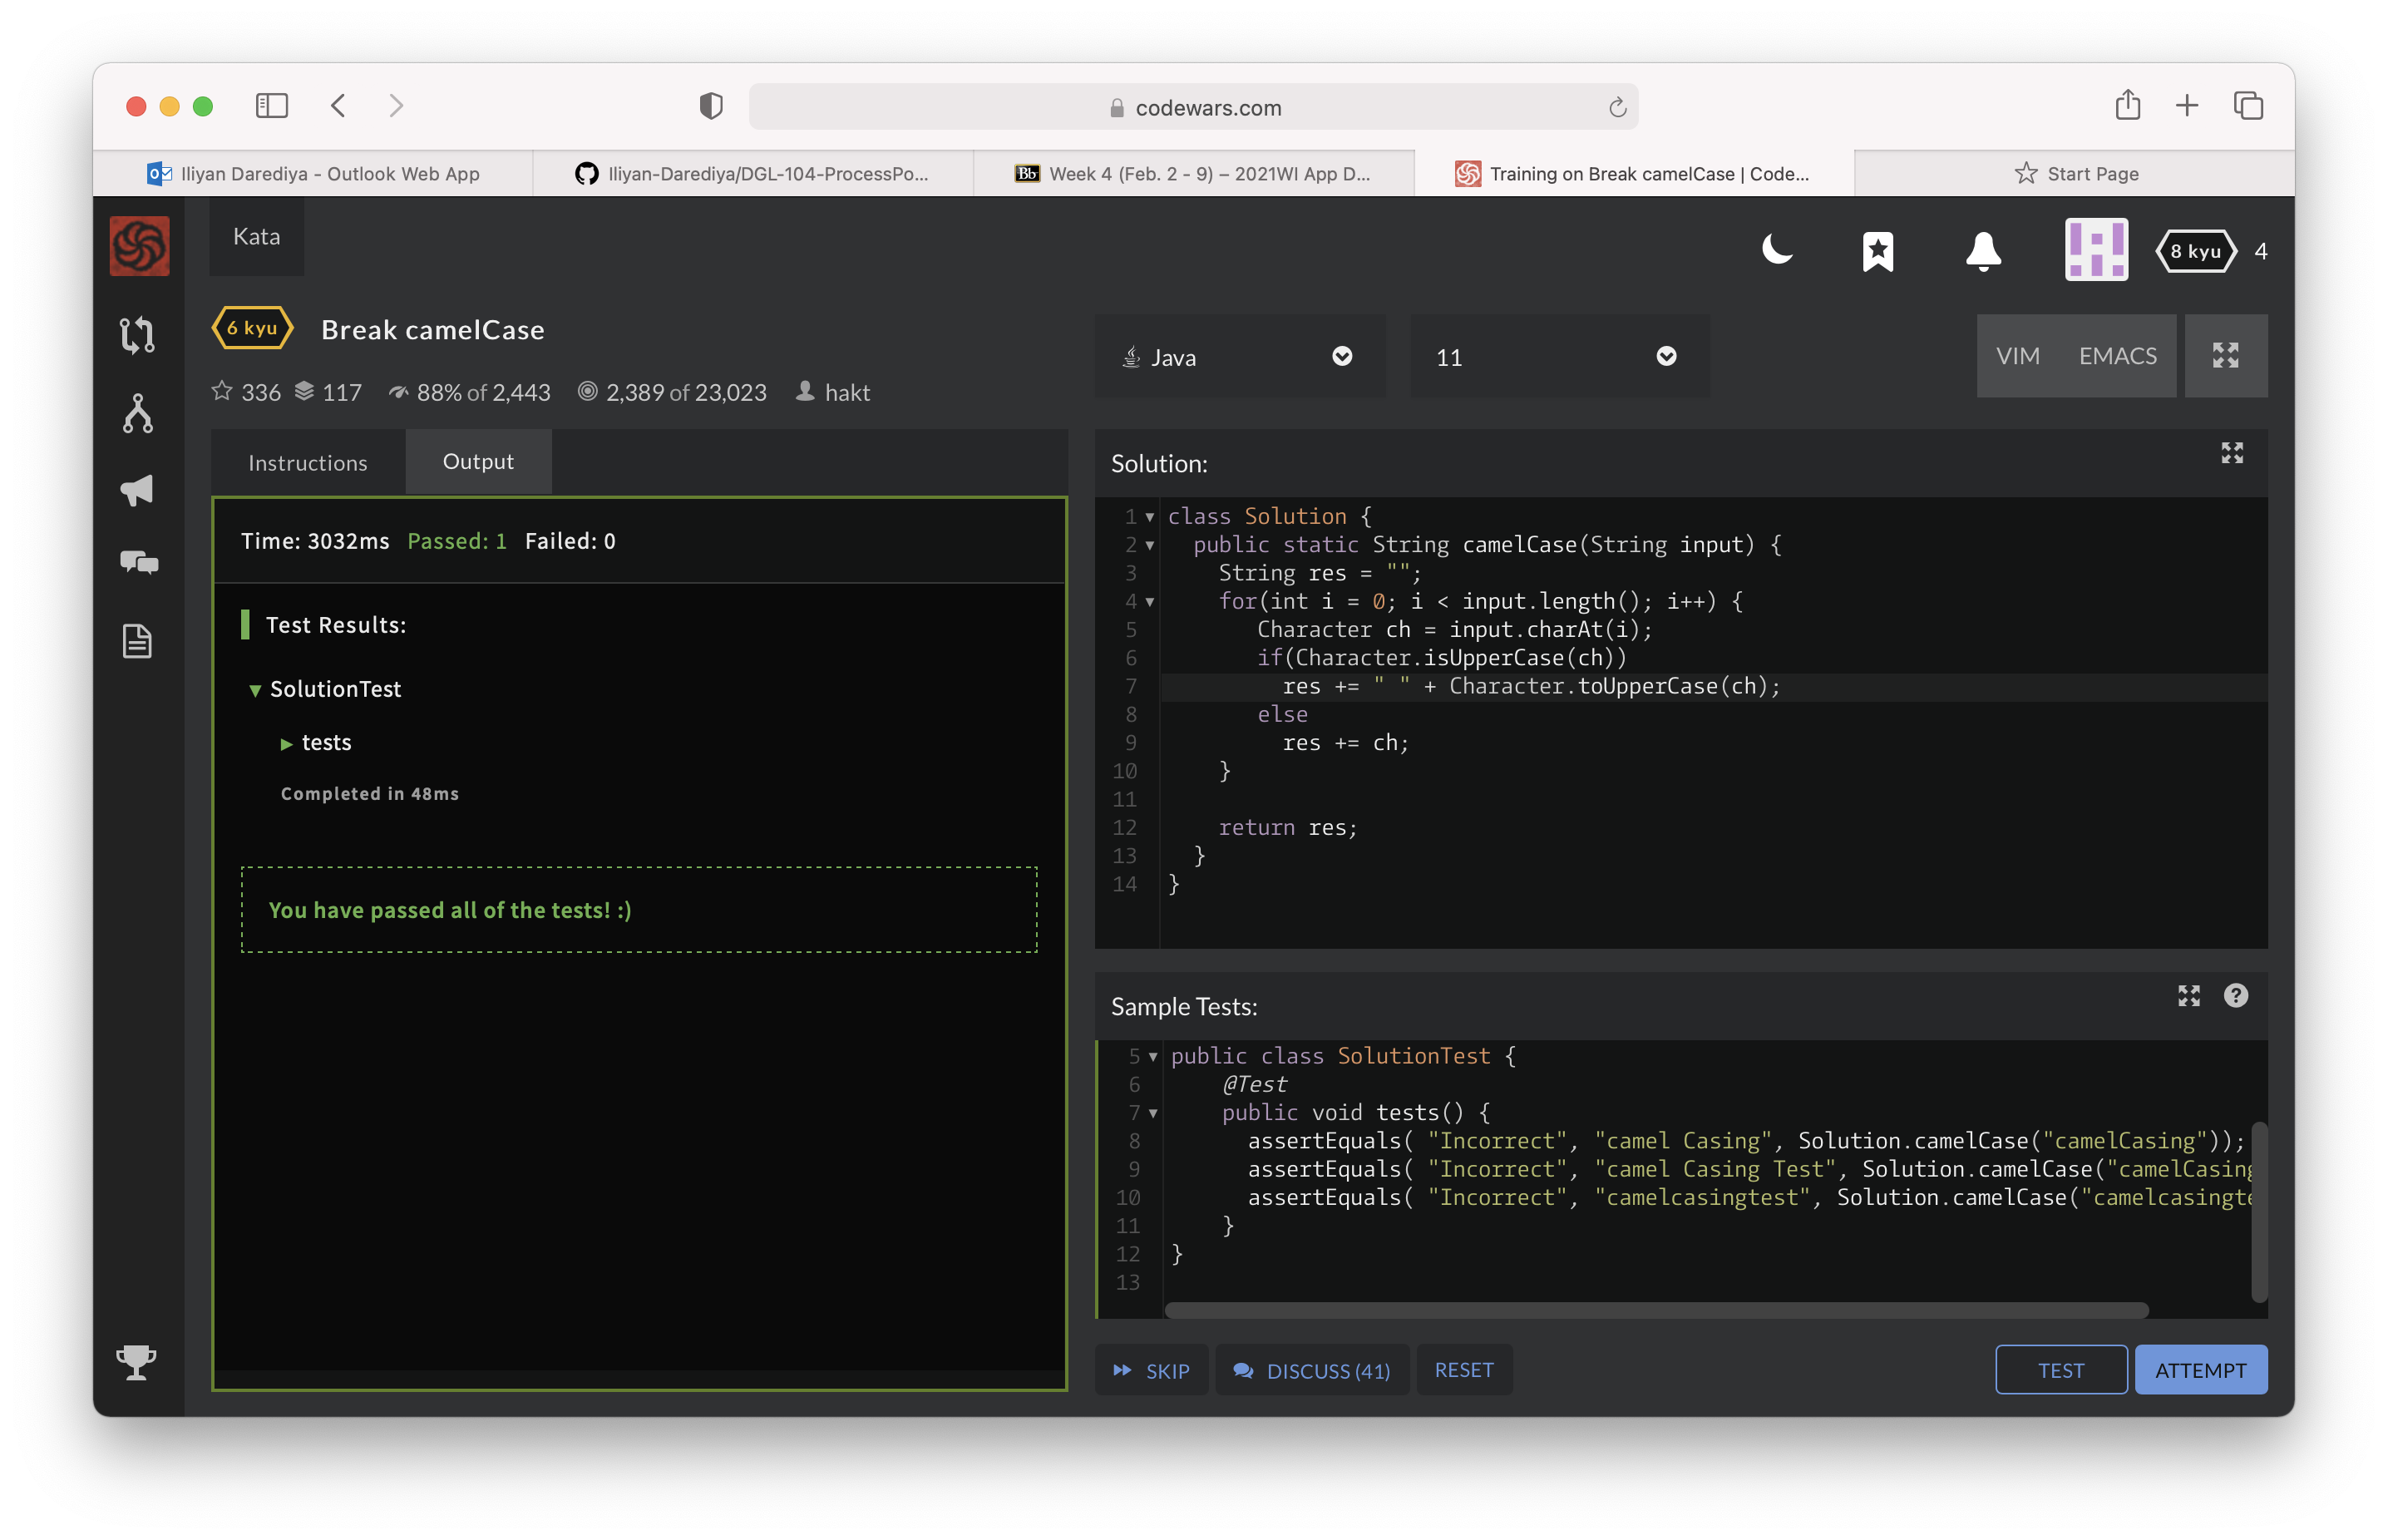 codewars.com
Iliyan Darediya - Outlook Web App
Iliyan-Darediya/DGL-104-ProcessPo...
Bb Week 4 (Feb. 2 - 9) – 2021WI App D...
Training on Break camelCase | Code...
Start Page
Kata
8 kyu 4
6 kyu Break camelCase
336 117 88% of 2,443 2,389 of 23,023 hakt
Java
11
VIM EMACS
Instructions Output
Time: 3032ms Passed: 1 Failed: 0
Test Results:
▼ SolutionTest
▶ tests
Completed in 48ms
You have passed all of the tests! :)
Solution:
1 ▼ class Solution {
2 ▼ public static String camelCase(String input) {
3 String res = "";
4 ▼ for(int i = 0; i < input.length(); i++) {
5 Character ch = input.charAt(i);
6 if(Character.isUpperCase(ch))
7 res += " " + Character.toUpperCase(ch);
8 else
9 res += ch;
10 }
11
12 return res;
13 }
14 }
Sample Tests:
5 ▼ public class SolutionTest {
6 @Test
7 ▼ public void tests() {
8 assertEquals( "Incorrect", "camel Casing", Solution.camelCase("camelCasing"));
9 assertEquals( "Incorrect", "camel Casing Test", Solution.camelCase("camelCasing
10 assertEquals( "Incorrect", "camelcasingtest", Solution.camelCase("camelcasingte
11 }
12 }
13
SKIP DISCUSS (41) RESET
TEST ATTEMPT